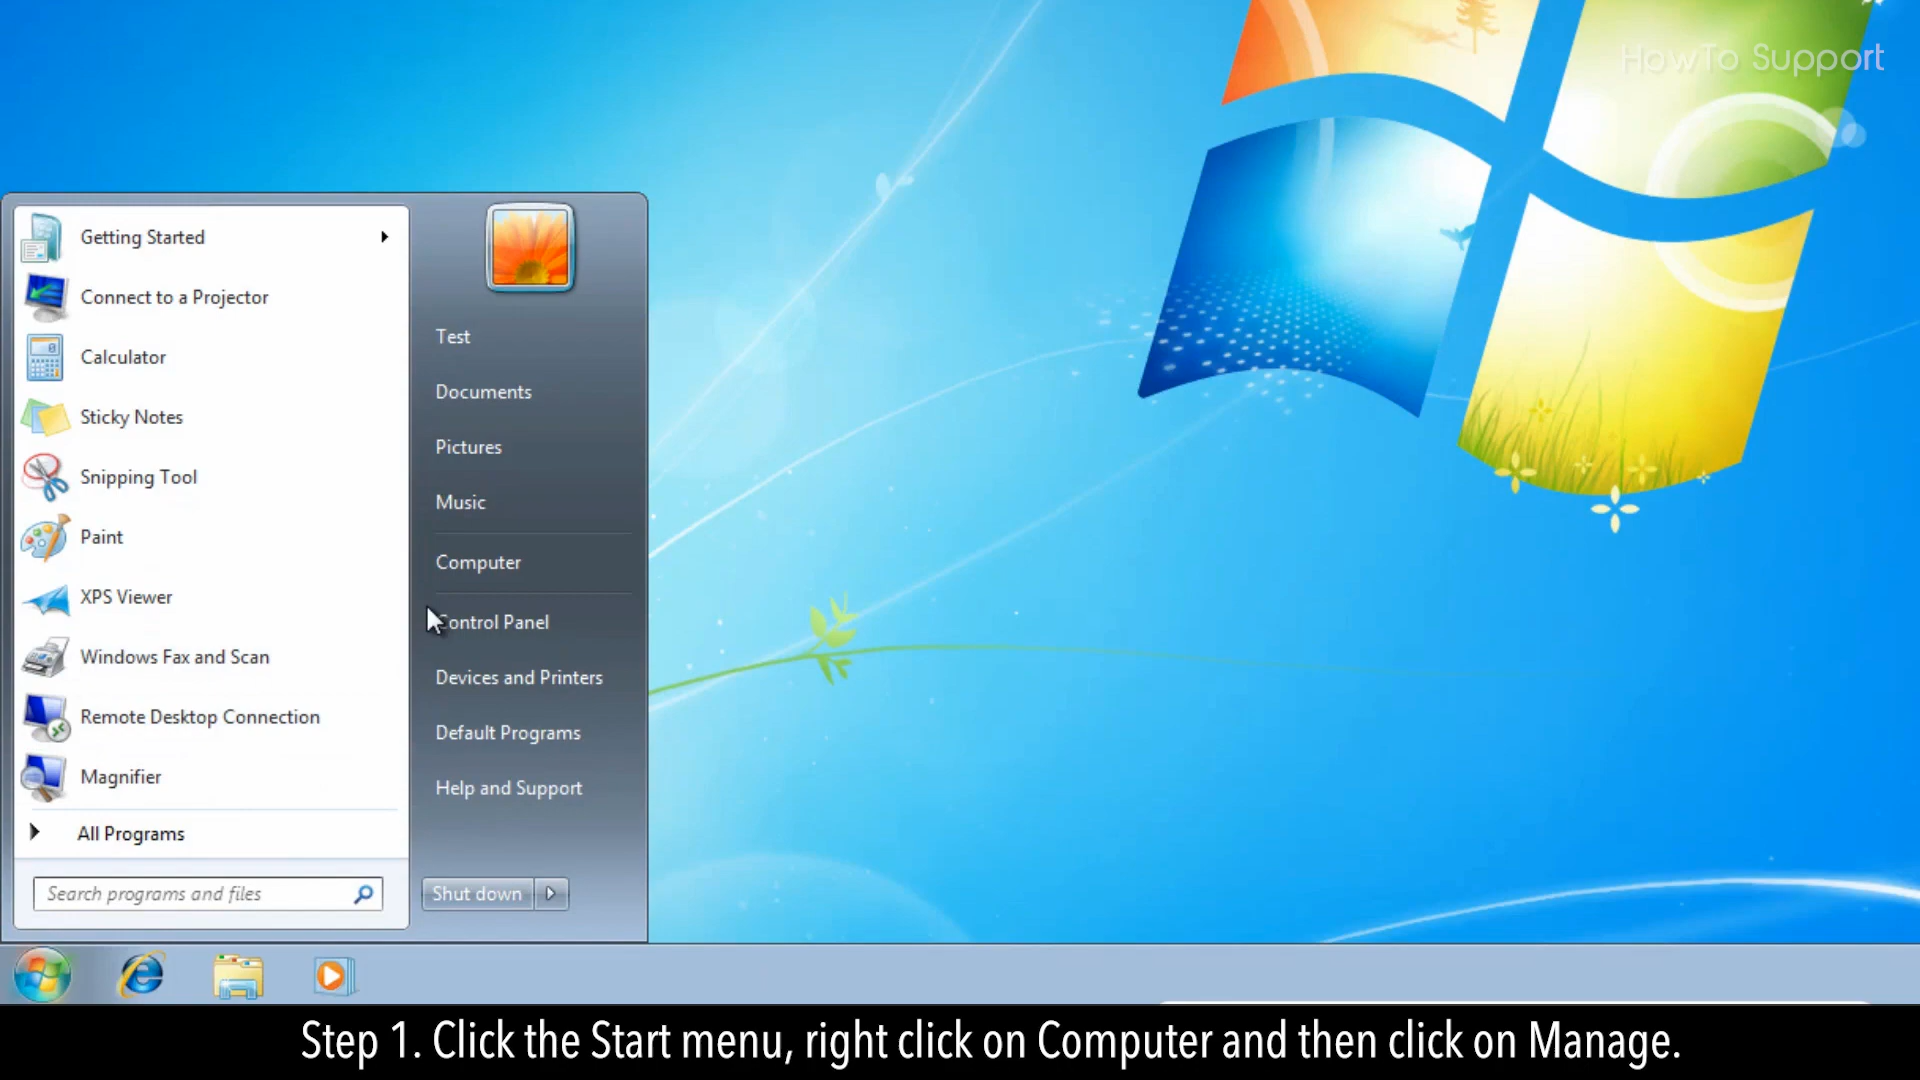 HowTo Support
Getting Started
Connect to a Projector
Calculator
Sticky Notes
Snipping Tool
Paint
XPS Viewer
Windows Fax and Scan
Remote Desktop Connection
Magnifier
All Programs
Search programs and files
Test
Documents
Pictures
Music
Computer
Control Panel
Devices and Printers
Default Programs
Help and Support
Shut down
Step 1. Click the Start menu, right click on Computer and then click on Manage.